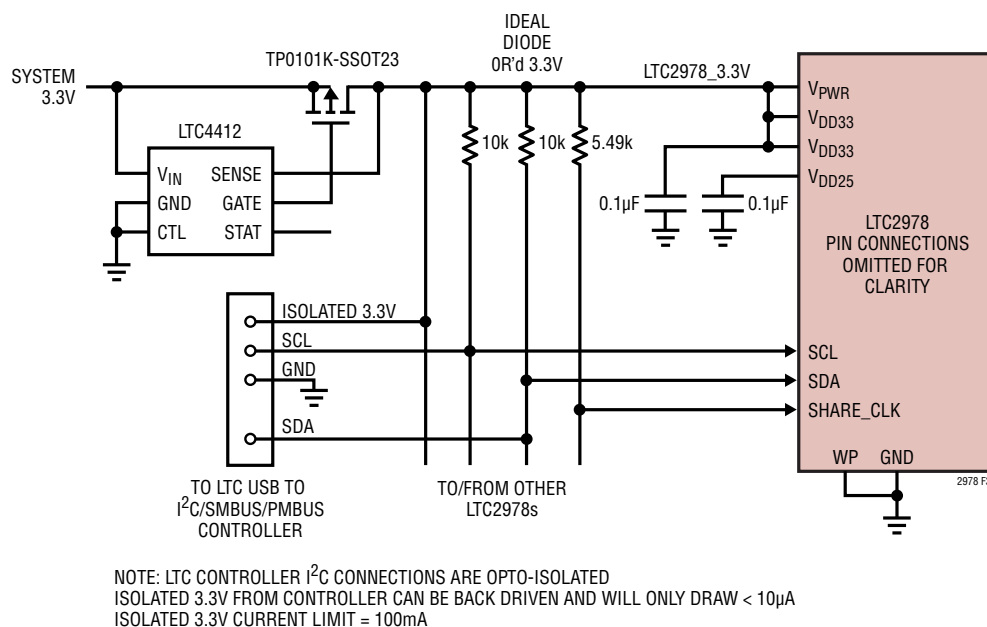 IDEAL
DIODE
OR'd 3.3V
TP0101K-SSOT23
SYSTEM
3.3V
LTC2978_3.3V
LTC4412
VIN
SENSE
GND
GATE
CTL
STAT
10k
10k
5.49k
0.1µF
0.1µF
VPWR
VDD33
VDD33
VDD25
LTC2978
PIN CONNECTIONS
OMITTED FOR
CLARITY
ISOLATED 3.3V
SCL
GND
SDA
SCL
SDA
SHARE_CLK
WP
GND
2978 F
TO LTC USB TO
I2C/SMBUS/PMBUS
CONTROLLER
TO/FROM OTHER
LTC2978s
NOTE: LTC CONTROLLER I2C CONNECTIONS ARE OPTO-ISOLATED
ISOLATED 3.3V FROM CONTROLLER CAN BE BACK DRIVEN AND WILL ONLY DRAW < 10µA
ISOLATED 3.3V CURRENT LIMIT = 100mA